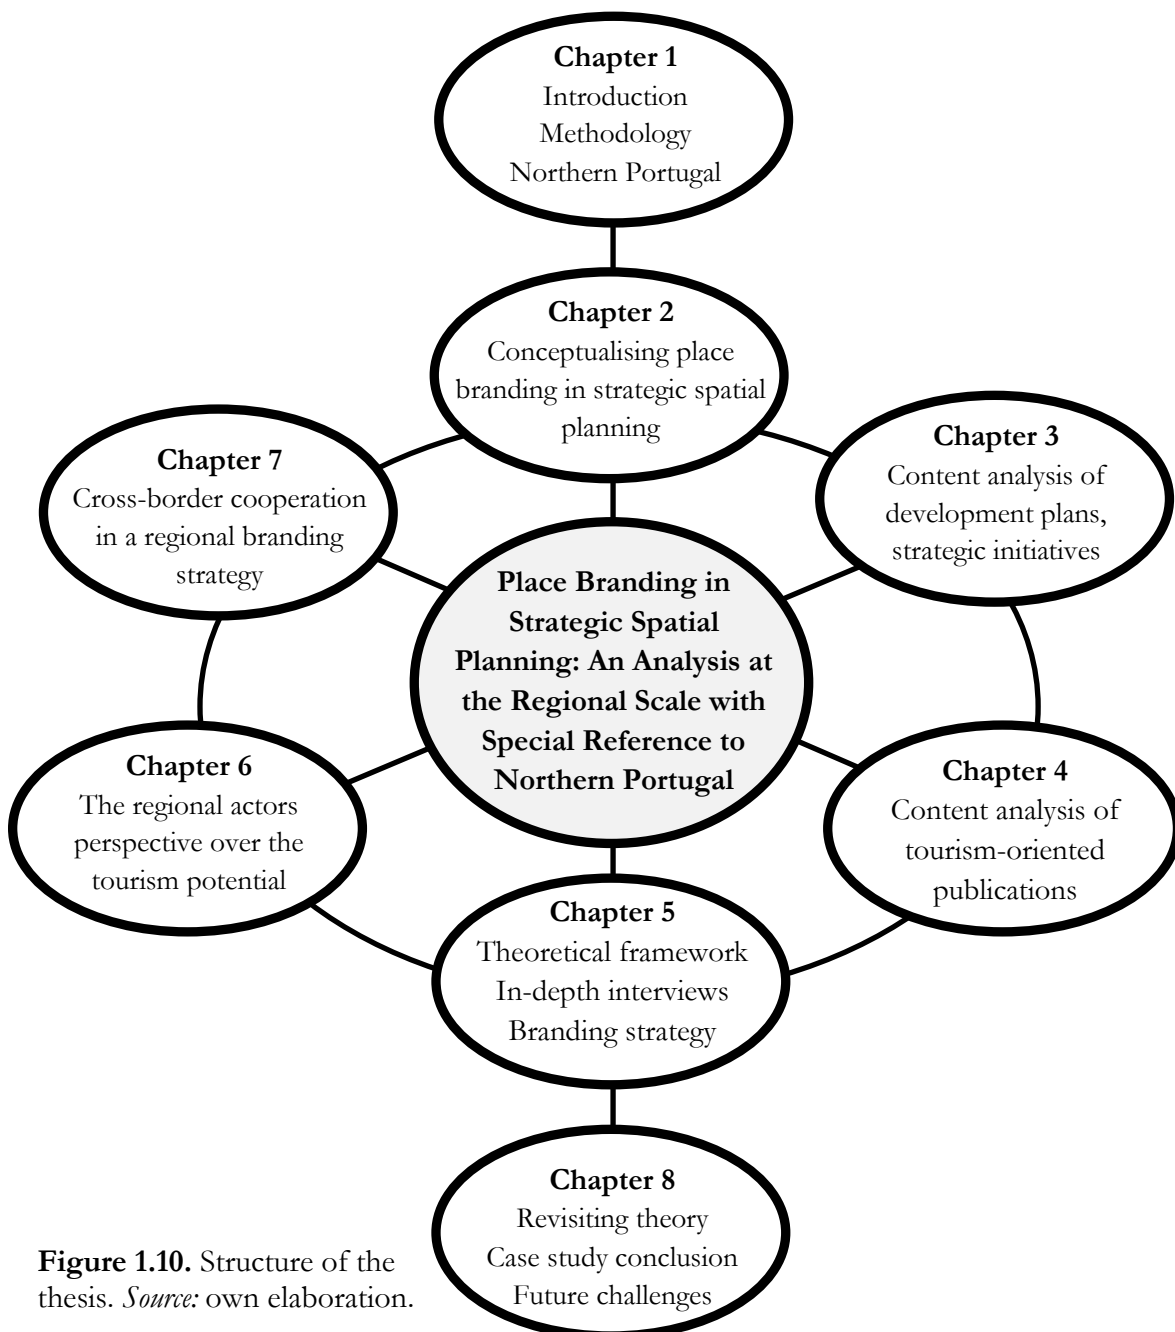 Chapter 1
Introduction
Methodology
Northern Portugal
Chapter 2
Conceptualising place
branding in strategic spatial
planning
Chapter 3
Content analysis of
development plans,
strategic initiatives
Chapter 7
Cross-border cooperation
in a regional branding
strategy
Place Branding in
Strategic Spatial
Planning: An Analysis at
the Regional Scale with
Special Reference to
Northern Portugal
Chapter 6
The regional actors
perspective over the
tourism potential
Chapter 4
Content analysis of
tourism-oriented
publications
Chapter 5
Theoretical framework
In-depth interviews
Branding strategy
Chapter 8
Revisiting theory
Case study conclusion
Future challenges
Figure 1.10. Structure of the
thesis. Source: own elaboration.